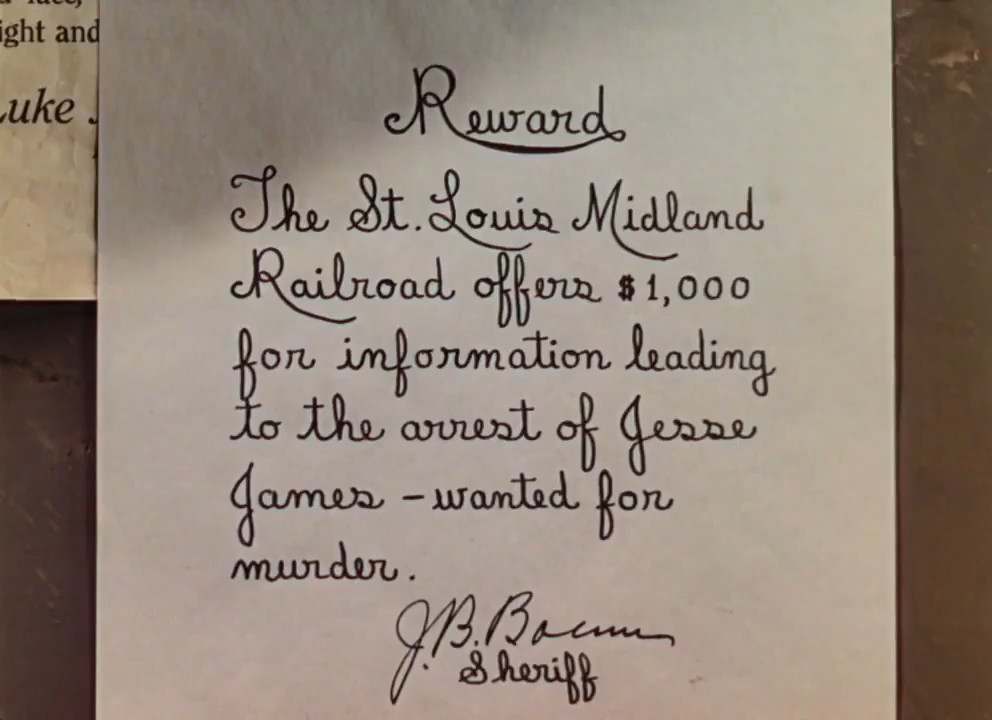 ight and
Luke J
Reward
The St. Louis Midland
Railroad offers $1,000
for information leading
to the arrest of Jesse
James - wanted for
murder.
J.B.
Sheriff